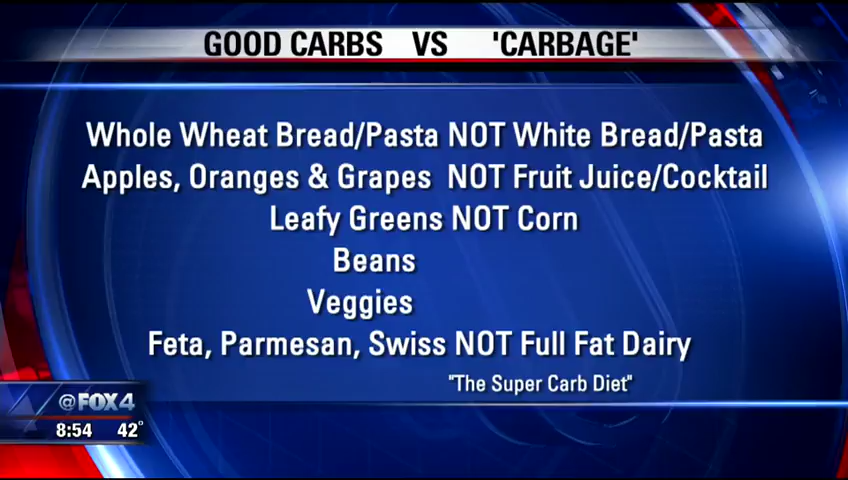 GOOD CARBS VS 'CARBAGE'
Whole Wheat Bread/Pasta NOT White Bread/Pasta
Apples, Oranges & Grapes NOT Fruit Juice/Cocktail
Leafy Greens NOT Corn
Beans
Veggies
Feta, Parmesan, Swiss NOT Full Fat Dairy
"The Super Carb Diet"
@FOX4
8:54 42°